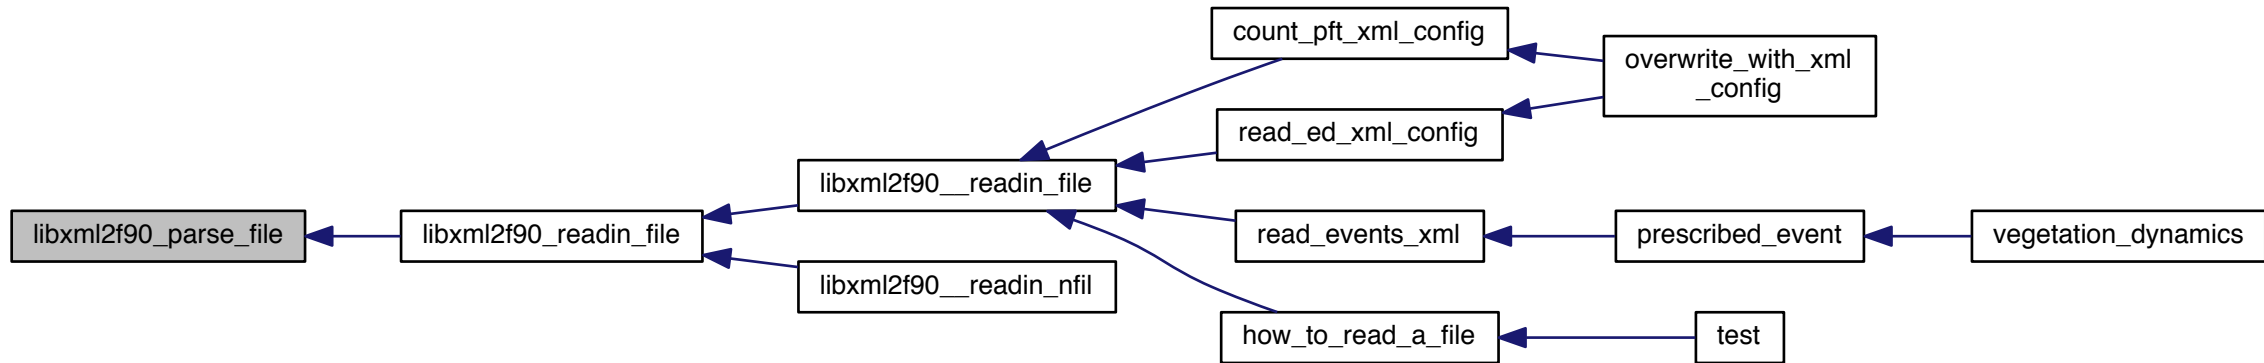 count_pft_xml_config
overwrite_with_xml
_config
read_ed_xml_config
libxml2f90__readin_file
libxml2f90_parse_file
libxml2f90_readin_file
read_events_xml
prescribed_event
vegetation_dynamics
libxml2f90__readin_nfil
how_to_read_a_file
test